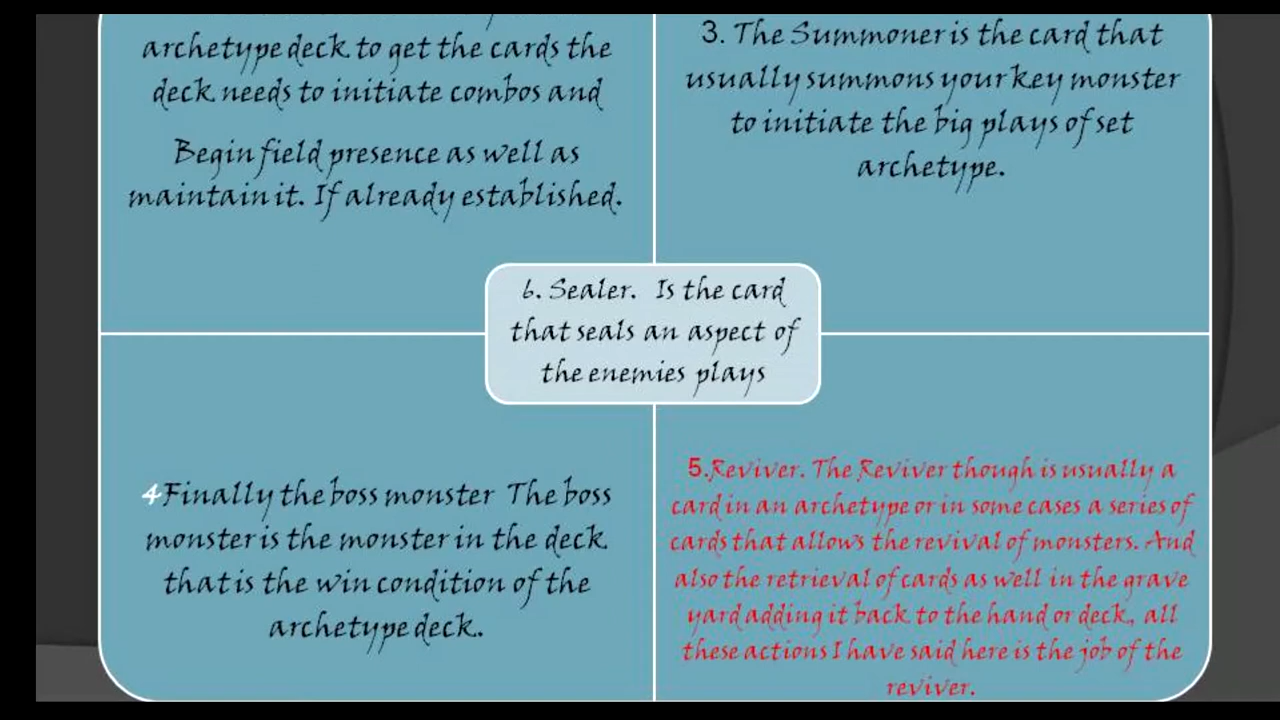 archetype deck to get the cards the
deck needs to initiate combos and
Begin field presence as well as
maintain it. If already established.
3. The Summoner is the card that
usually summons your key monster
to initiate the big plays of set
archetype.
6. Sealer. Is the card
that seals an aspect of
the enemies plays
4 Finally the boss monster The boss
monster is the monster in the deck
that is the win condition of the
archetype deck.
5.Reviver. The Reviver though is usually a
card in an archetype or in some cases a series of
cards that allows the revival of monsters. And
also the retrieval of cards as well in the grave
yard adding it back to the hand or deck, all
these actions I have said here is the job of the
reviver.